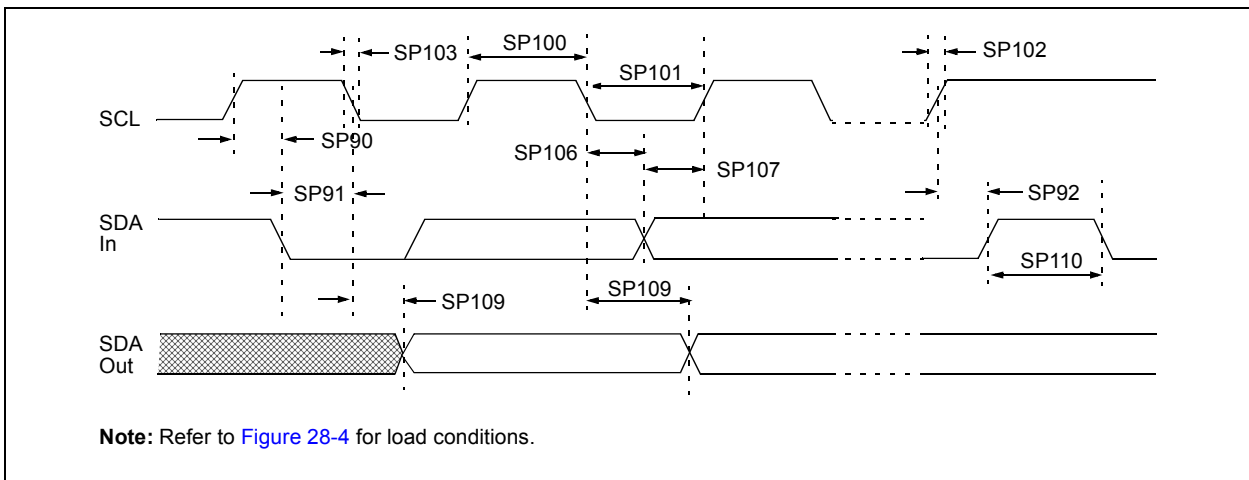 SP103
SP100
SP101
SP102
SCL
SP90
SP106
SP107
SP91
SP92
SDA
In
SP110
SP109
SP109
SDA
Out
Note: Refer to Figure 28-4 for load conditions.